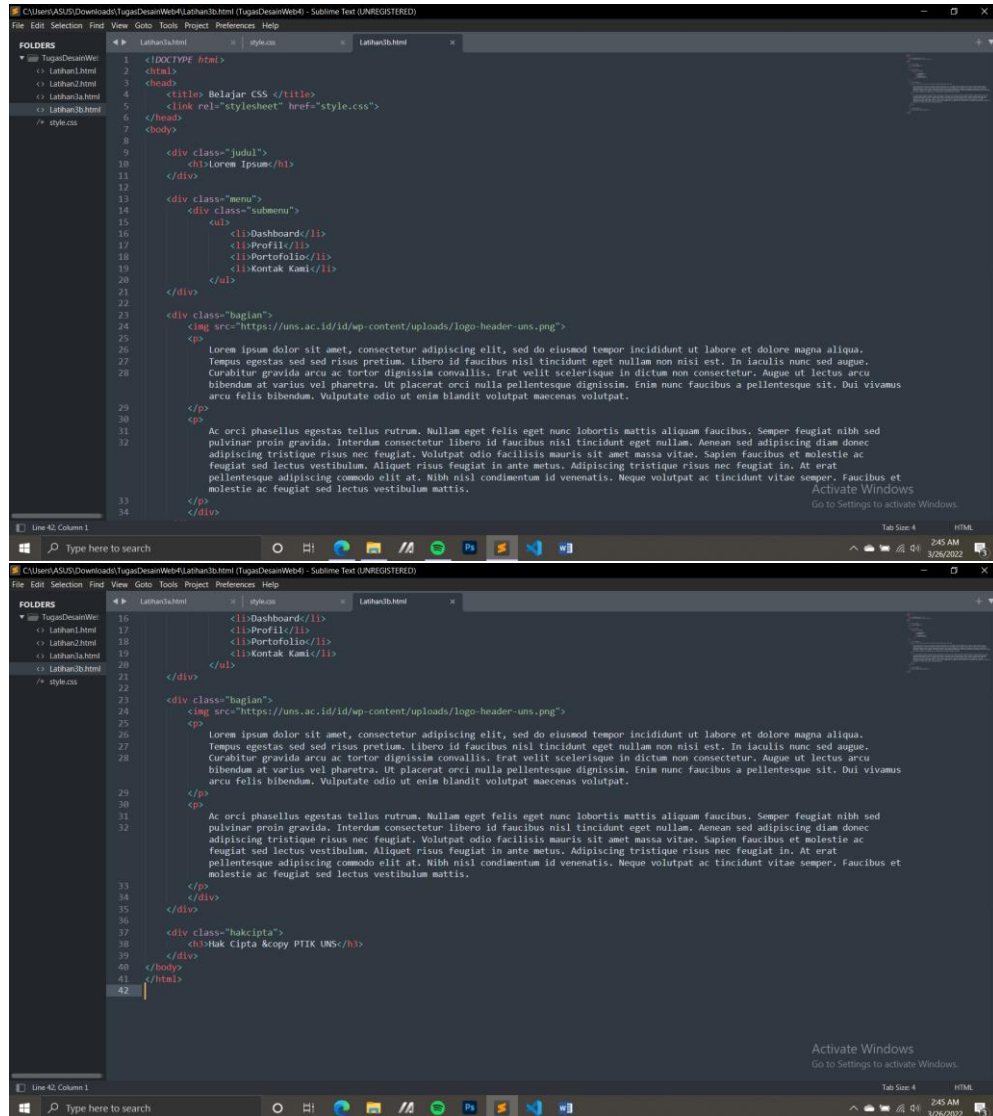 C:\Users\ASUS\Downloads\TugasDesainWeb4\Latihan3b.html (TugasDesainWeb4) - Sublime Text (UNREGISTERED)
File Edit Selection Find View Goto Tools Project Preferences Help
FOLDERS
TugasDesainWe
<> Latihan1.html
<> Latihan2.html
<> Latihan3a.html
<> Latihan3b.html
/* style.css
Latihan3a.html × style.css × Latihan3b.html ×
1 <!DOCTYPE html>
2 <html>
3 <head>
4 <title> Belajar CSS </title>
5 <link rel="stylesheet" href="style.css">
6 </head>
7 <body>
8
9 <div class="judul">
10 <h1>Lorem Ipsum</h1>
11 </div>
12
13 <div class="menu">
14 <div class="submenu">
15 <ul>
16 <li>Dashboard</li>
17 <li>Profil</li>
18 <li>Portofolio</li>
19 <li>Kontak Kami</li>
20 </ul>
21 </div>
22
23 <div class="bagian">
24 <img src="https://uns.ac.id/id/wp-content/uploads/logo-header-uns.png">
25 <p>
26 Lorem ipsum dolor sit amet, consectetur adipiscing elit, sed do eiusmod tempor incididunt ut labore et dolore magna aliqua.
27 Tempus egestas sed sed risus pretium. Libero id faucibus nisl tincidunt eget nullam non nisi est. In iaculis nunc sed augue.
28 Curabitur gravida arcu ac tortor dignissim convallis. Erat velit scelerisque in dictum non consectetur. Augue ut lectus arcu
bibendum at varius vel pharetra. Ut placerat orci nulla pellentesque dignissim. Enim nunc faucibus a pellentesque sit. Dui vivamus
arcu felis bibendum. Vulputate odio ut enim blandit volutpat maecenas volutpat.
29 </p>
30 <p>
31 Ac orci phasellus egestas tellus rutrum. Nullam eget felis eget nunc lobortis mattis aliquam faucibus. Semper feugiat nibh sed
32 pulvinar proin gravida. Interdum consectetur libero id faucibus nisl tincidunt eget nullam. Aenean sed adipiscing diam donec
adipiscing tristique risus nec feugiat. Volutpat odio facilisis mauris sit amet massa vitae. Sapien faucibus et molestie ac
feugiat sed lectus vestibulum. Aliquet risus feugiat in ante metus. Adipiscing tristique risus nec feugiat in. At erat
pellentesque adipiscing commodo elit at. Nibh nisl condimentum id venenatis. Neque volutpat ac tincidunt vitae semper. Faucibus et
molestie ac feugiat sed lectus vestibulum mattis.
33 </p>
34 </div>
Activate Windows
Go to Settings to activate Windows.
Line 42, Column 1 Tab Size: 4 HTML
Type here to search 2:45 AM
3/26/2022
C:\Users\ASUS\Downloads\TugasDesainWeb4\Latihan3b.html (TugasDesainWeb4) - Sublime Text (UNREGISTERED)
File Edit Selection Find View Goto Tools Project Preferences Help
FOLDERS
TugasDesainWe
<> Latihan1.html
<> Latihan2.html
<> Latihan3a.html
<> Latihan3b.html
/* style.css
Latihan3a.html × style.css × Latihan3b.html ×
16 <li>Dashboard</li>
17 <li>Profil</li>
18 <li>Portofolio</li>
19 <li>Kontak Kami</li>
20 </ul>
21 </div>
22
23 <div class="bagian">
24 <img src="https://uns.ac.id/id/wp-content/uploads/logo-header-uns.png">
25 <p>
26 Lorem ipsum dolor sit amet, consectetur adipiscing elit, sed do eiusmod tempor incididunt ut labore et dolore magna aliqua.
27 Tempus egestas sed sed risus pretium. Libero id faucibus nisl tincidunt eget nullam non nisi est. In iaculis nunc sed augue.
28 Curabitur gravida arcu ac tortor dignissim convallis. Erat velit scelerisque in dictum non consectetur. Augue ut lectus arcu
bibendum at varius vel pharetra. Ut placerat orci nulla pellentesque dignissim. Enim nunc faucibus a pellentesque sit. Dui vivamus
arcu felis bibendum. Vulputate odio ut enim blandit volutpat maecenas volutpat.
29 </p>
30 <p>
31 Ac orci phasellus egestas tellus rutrum. Nullam eget felis eget nunc lobortis mattis aliquam faucibus. Semper feugiat nibh sed
32 pulvinar proin gravida. Interdum consectetur libero id faucibus nisl tincidunt eget nullam. Aenean sed adipiscing diam donec
adipiscing tristique risus nec feugiat. Volutpat odio facilisis mauris sit amet massa vitae. Sapien faucibus et molestie ac
feugiat sed lectus vestibulum. Aliquet risus feugiat in ante metus. Adipiscing tristique risus nec feugiat in. At erat
pellentesque adipiscing commodo elit at. Nibh nisl condimentum id venenatis. Neque volutpat ac tincidunt vitae semper. Faucibus et
molestie ac feugiat sed lectus vestibulum mattis.
33 </p>
34 </div>
35 </div>
36
37 <div class="hakcipta">
38 <h3>Hak Cipta &copy PTIK UNS</h3>
39 </div>
40 </body>
41 </html>
42
Activate Windows
Go to Settings to activate Windows.
Line 42, Column 1 Tab Size: 4 HTML
Type here to search 2:45 AM
3/26/2022